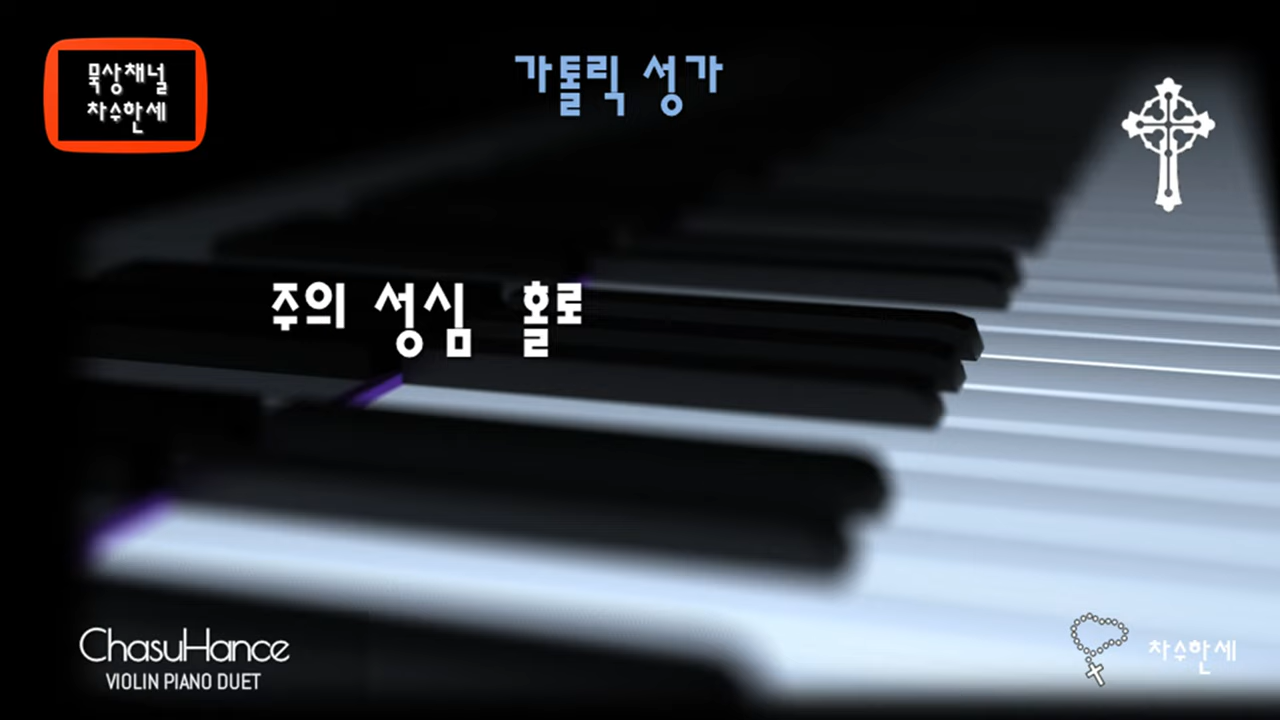 묵상채널
차수한세
가톨릭 성가
주의 성심 홀로
ChasuHance
VIOLIN PIANO DUET
차수한세